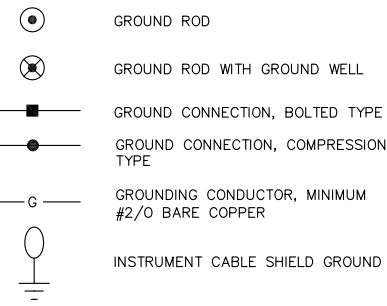 GROUND ROD
GROUND ROD WITH GROUND WELL
GROUND CONNECTION, BOLTED TYPE
GROUND CONNECTION, COMPRESSION
TYPE
G
GROUNDING CONDUCTOR, MINIMUM
#2/0 BARE COPPER
INSTRUMENT CABLE SHIELD GROUND